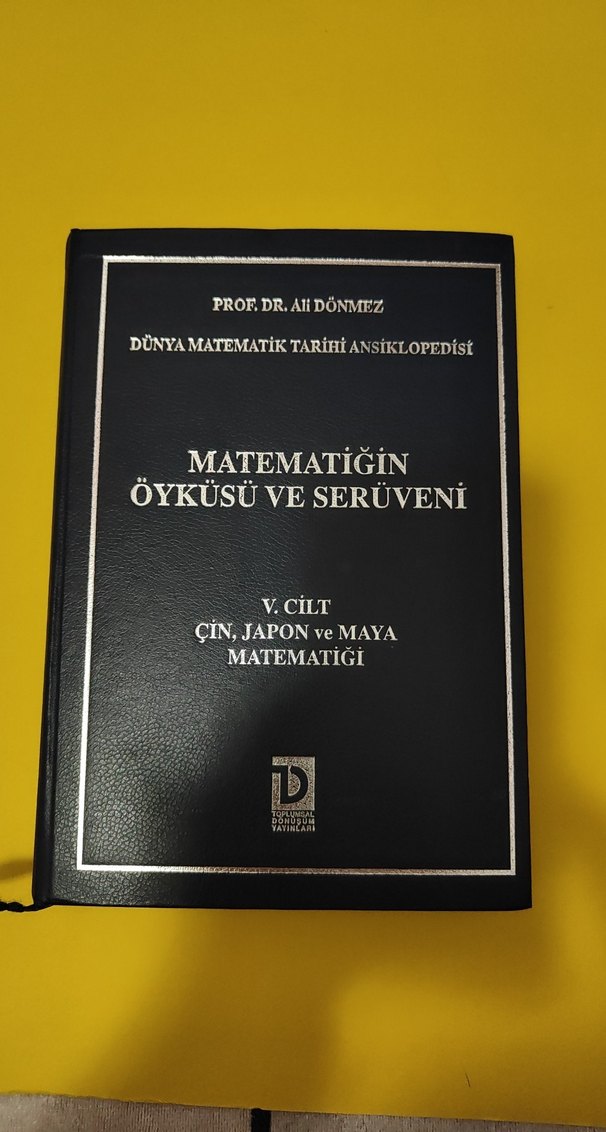 PROF. DR. Ali DÖNMEZ
DÜNYA MATEMATİK TARİHİ ANSİKLOPEDİSİ
MATEMATİĞİN
ÖYKÜSÜ VE SERÜVENİ
V. CİLT
ÇİN, JAPON ve MAYA
MATEMATİĞİ
TD
TOPLUMSAL
DÖNÜŞÜM
YAYINLARI